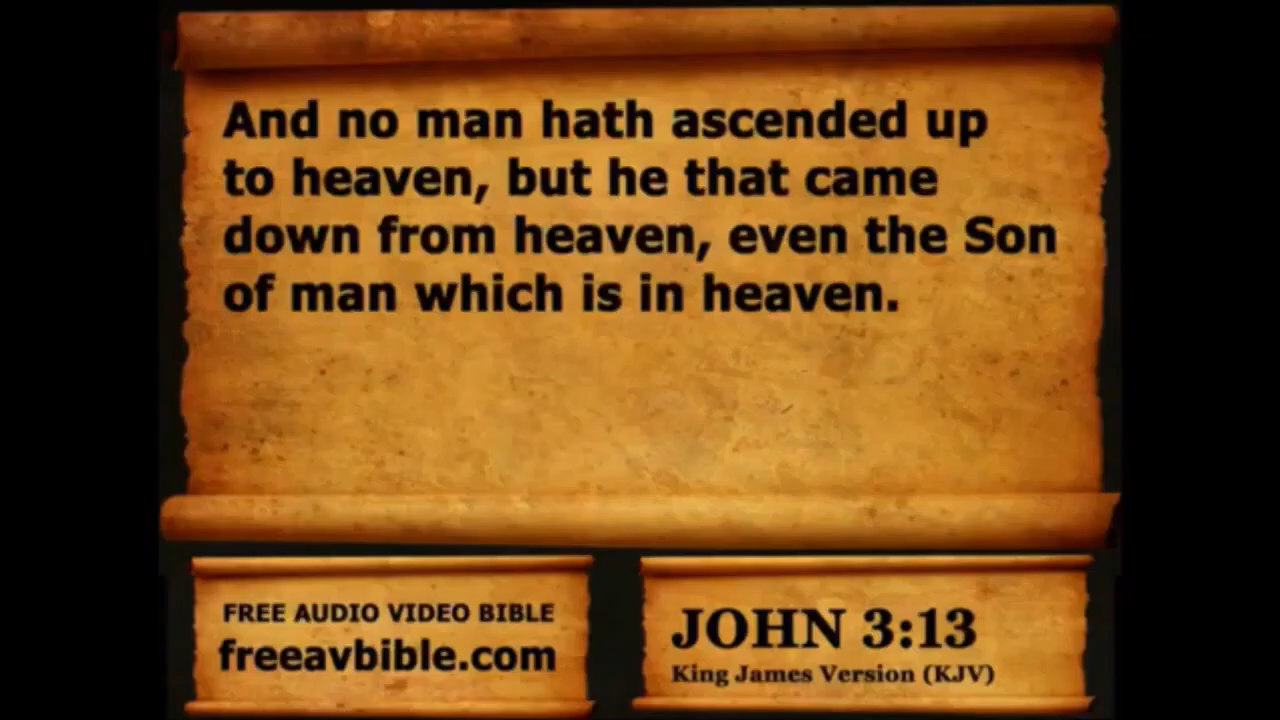 And no man hath ascended up
to heaven, but he that came
down from heaven, even the Son
of man which is in heaven.
FREE AUDIO VIDEO BIBLE
freeavbible.com
JOHN 3:13
King James Version (KJV)